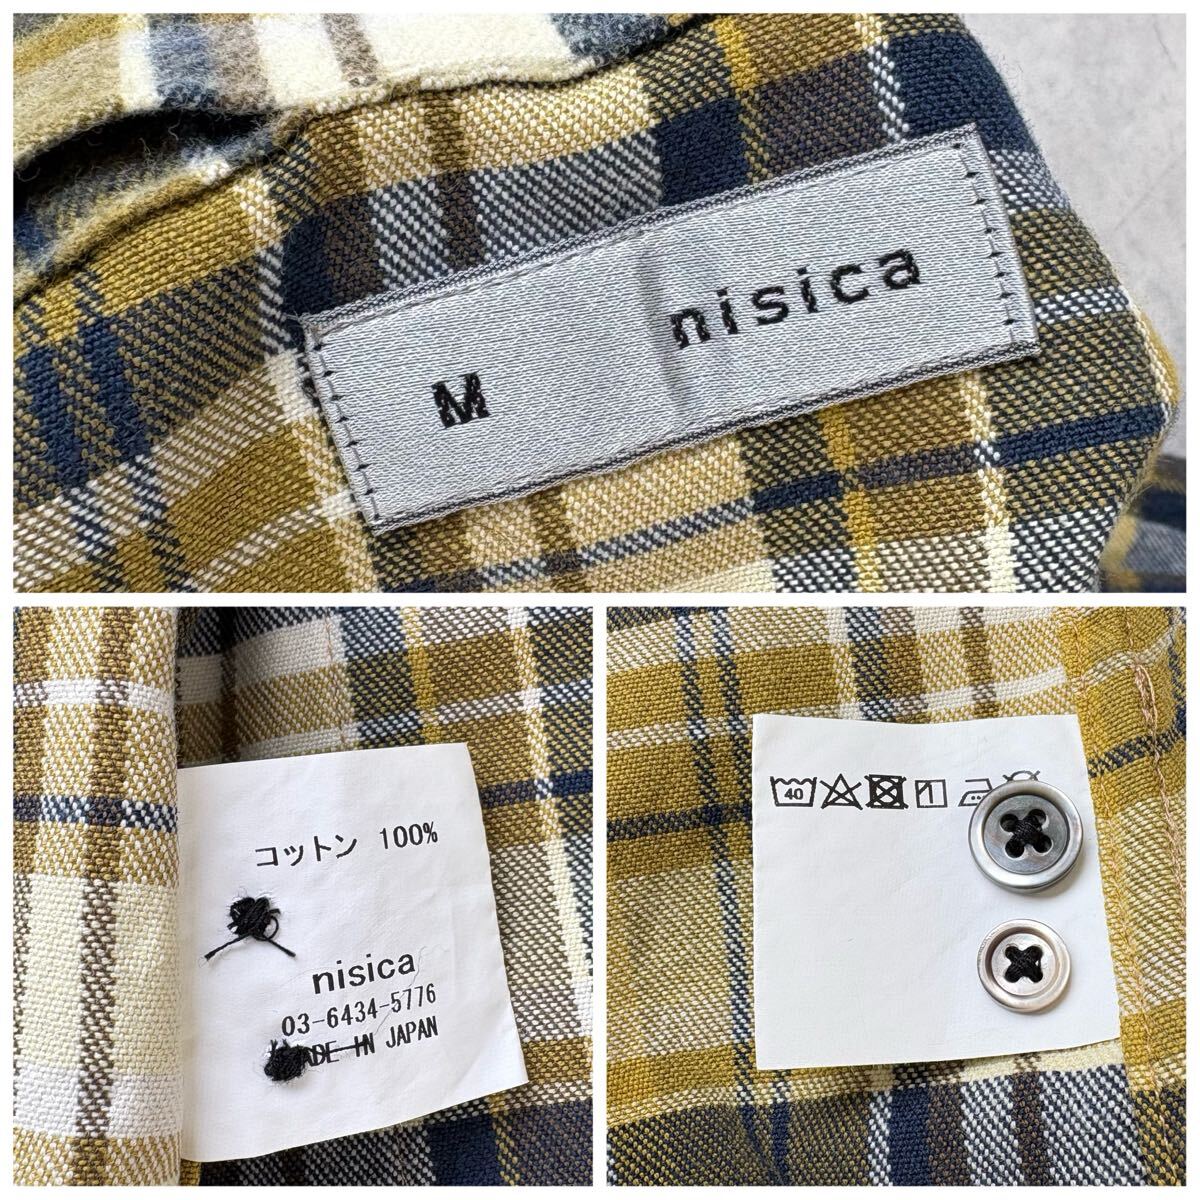 M nisica
コットン 100%
nisica
03-6434-5776
MADE IN JAPAN
40